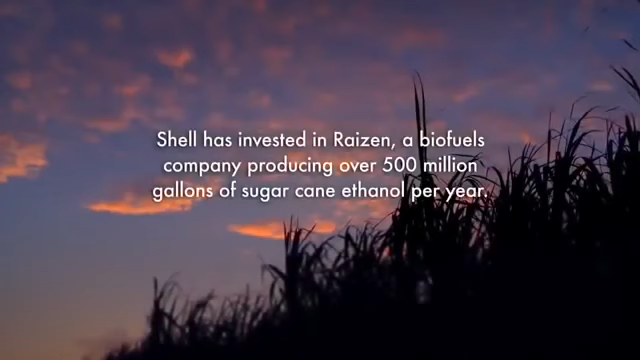 Shell has invested in Raizen, a biofuels
company producing over 500 million
gallons of sugar cane ethanol per year.